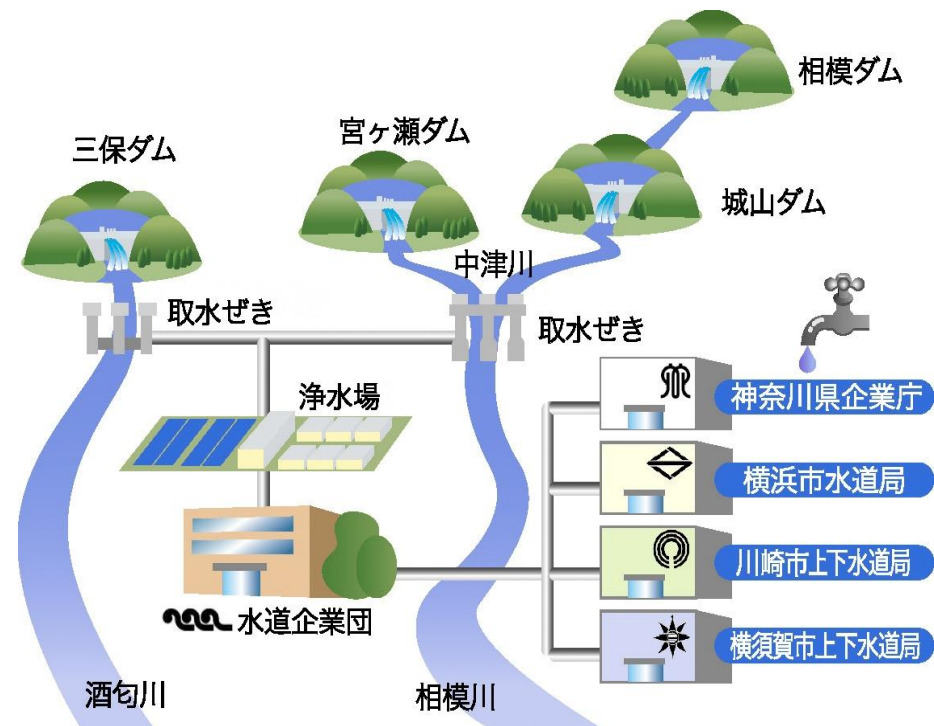 相模ダム
宮ヶ瀬ダム
三保ダム
城山ダム
中津川
取水ぜき
取水ぜき
浄水場
神奈川県企業庁
横浜市水道局
川崎市上下水道局
水道企業団
横須賀市上下水道局
酒匂川
相模川